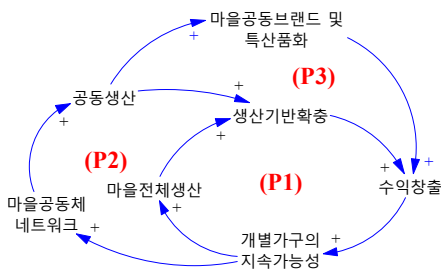 마을공동브랜드 및
특산품화
+
(P3)
공동생산
+
+
+
생산기반확충
+
(P2)
+
+
마을전체생산
(P1)
수익창출
마을공동체
네트워크
+
+
개별가구의
지속가능성
+